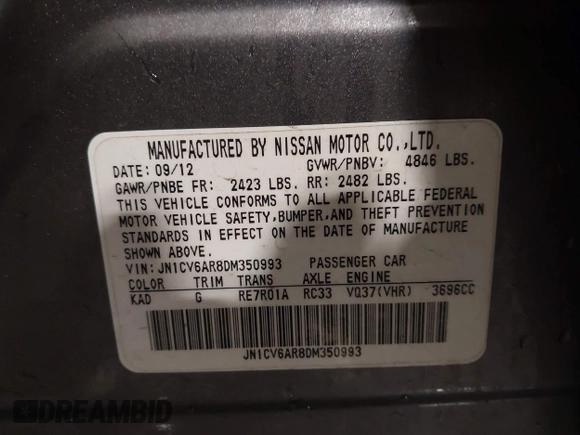 MANUFACTURED BY NISSAN MOTOR CO.,LTD.
DATE: 09/12 GVWR/PNBV: 4846 LBS.
GAWR/PNBE FR: 2423 LBS. RR: 2482 LBS.
THIS VEHICLE CONFORMS TO ALL APPLICABLE FEDERAL
MOTOR VEHICLE SAFETY,BUMPER,AND THEFT PREVENTION
STANDARDS IN EFFECT ON THE DATE OF MANUFACTURE
SHOWN ABOVE.
VIN: JN1CV6AR8DM350993 PASSENGER CAR
COLOR TRIM TRANS AXLE ENGINE
KAD G RE7R01A RC33 VQ37(VHR) 3696CC
JN1CV6AR8DM350993
DREAMBID